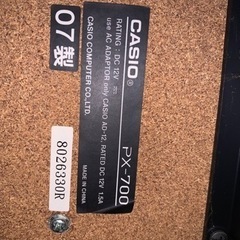 CASIO®
PX-700
RATING : DC 12V ⎓
use AC ADAPTOR only CASIO AD-12, RATED DC 12V 1.5A
CASIO COMPUTER CO.,LTD.
MADE IN CHINA
07製
8026330R